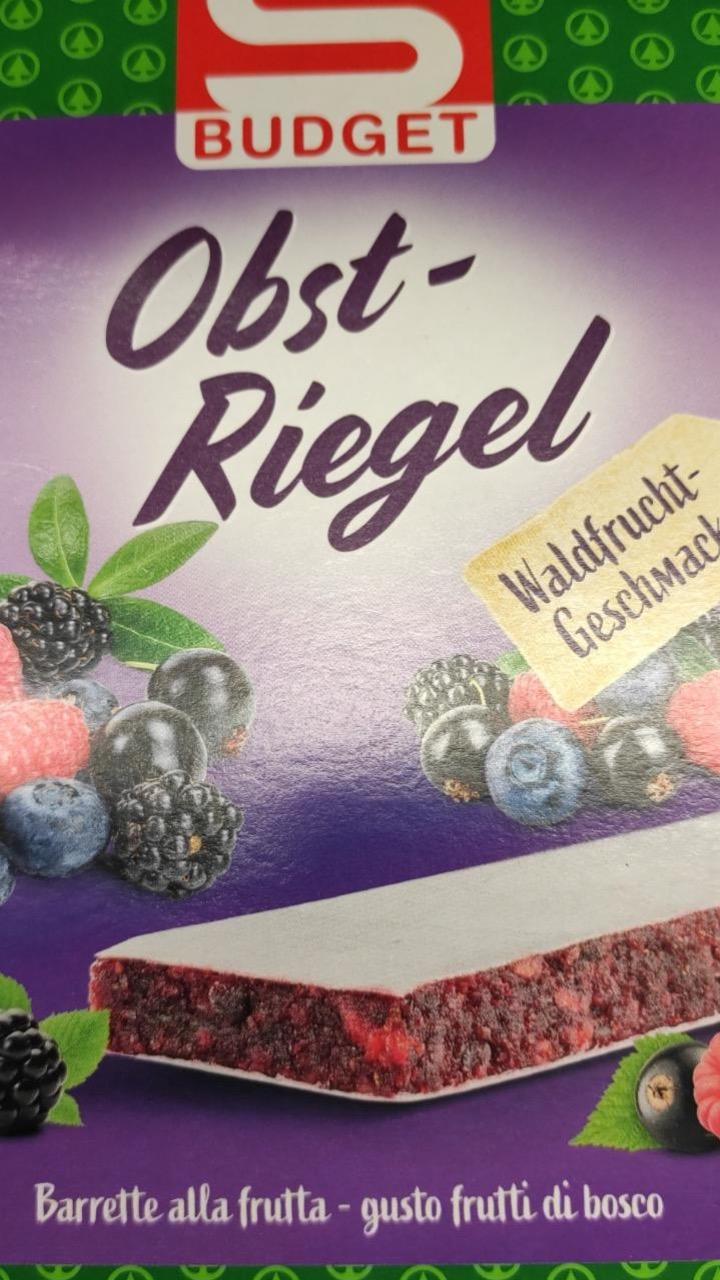 S
BUDGET
Obst-
Riegel
Waldfrucht-
Geschmack
Barrette alla frutta - gusto frutti di bosco